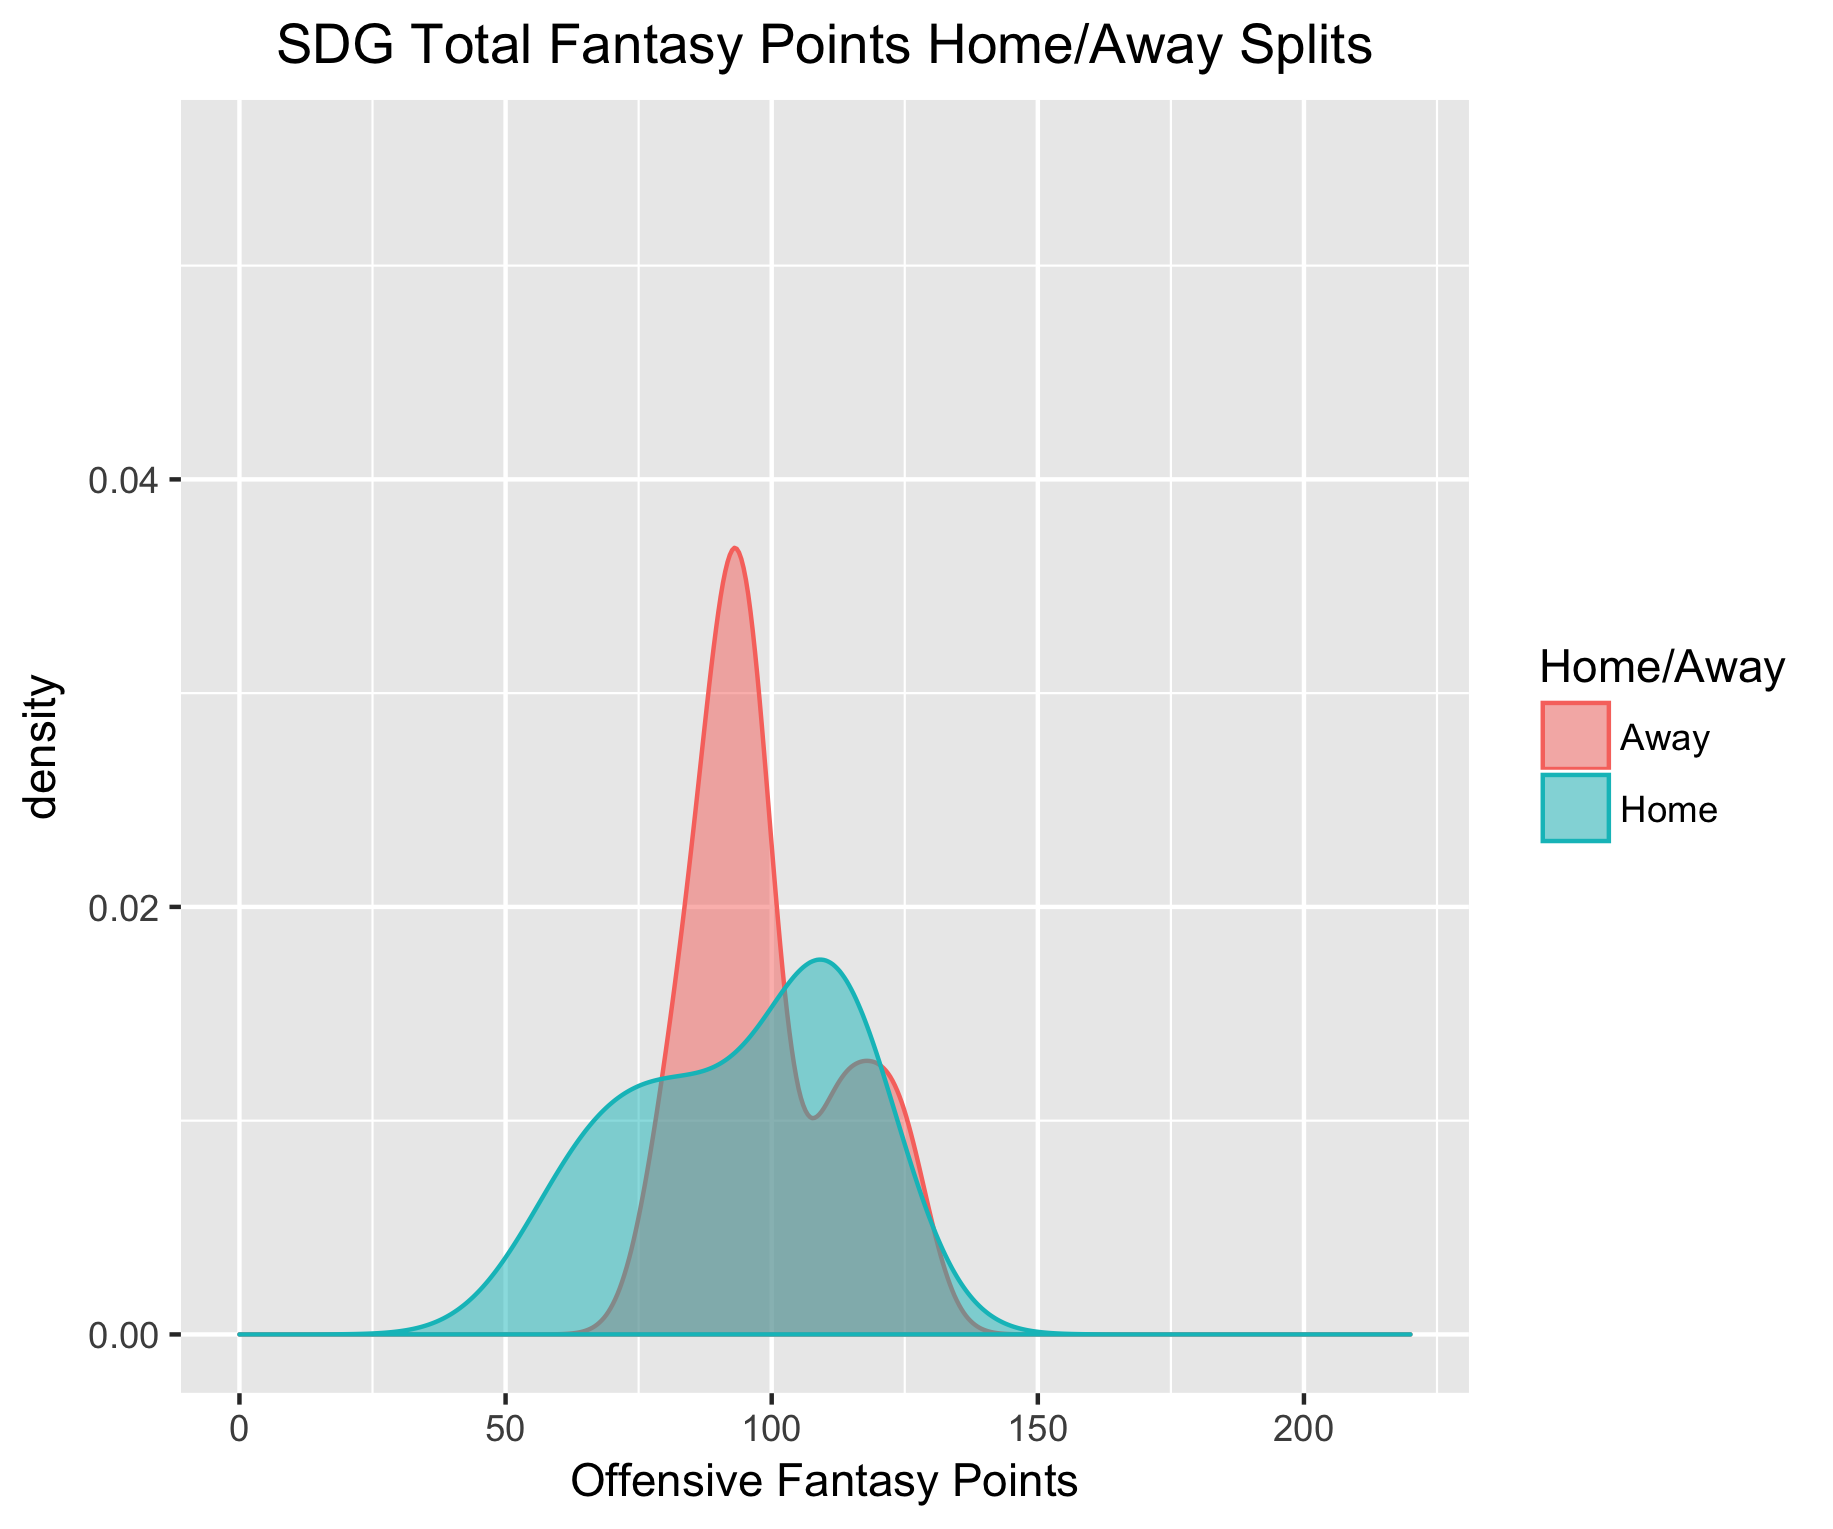 SDG Total Fantasy Points Home/Away Splits
0.04
0.02
0.00
density
0 50 100 150 200
Offensive Fantasy Points
Home/Away
Away
Home